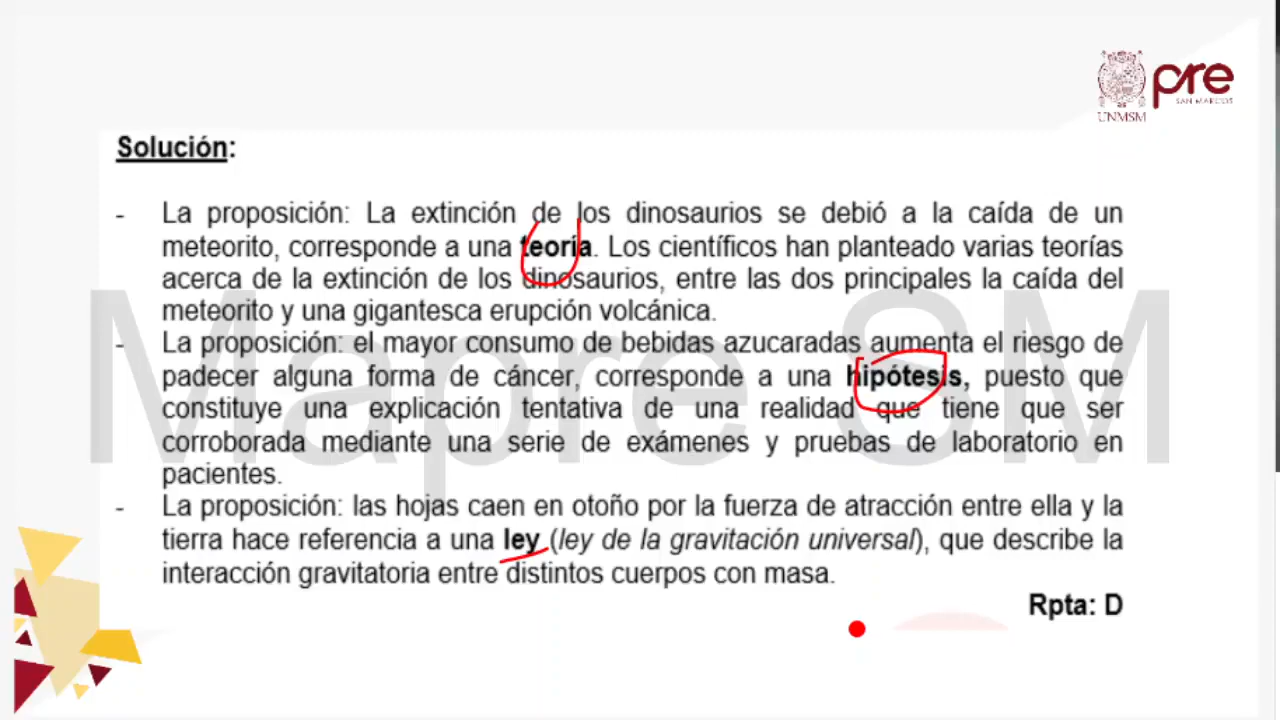 pre
SAN MARCOS
UNMSM
Solución:
- La proposición: La extinción de los dinosaurios se debió a la caída de un
meteorito, corresponde a una teoría. Los científicos han planteado varias teorías
acerca de la extinción de los dinosaurios, entre las dos principales la caída del
meteorito y una gigantesca erupción volcánica.
- La proposición: el mayor consumo de bebidas azucaradas aumenta el riesgo de
padecer alguna forma de cáncer, corresponde a una hipótesis, puesto que
constituye una explicación tentativa de una realidad que tiene que ser
corroborada mediante una serie de exámenes y pruebas de laboratorio en
pacientes.
- La proposición: las hojas caen en otoño por la fuerza de atracción entre ella y la
tierra hace referencia a una ley (ley de la gravitación universal), que describe la
interacción gravitatoria entre distintos cuerpos con masa.
Rpta: D
Mapre SM